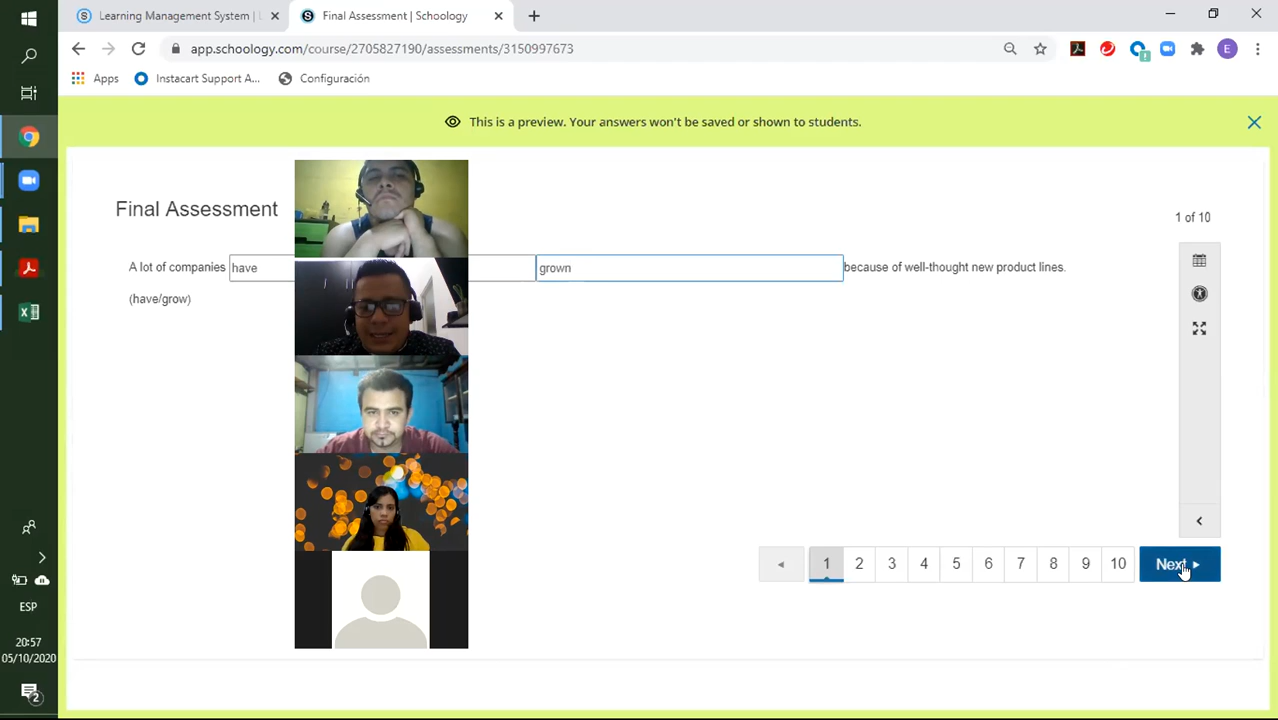 Learning Management System | L
Final Assessment | Schoology
app.schoology.com/course/2705827190/assessments/3150997673
E
Apps
Instacart Support A...
Configuración
This is a preview. Your answers won't be saved or shown to students.
Final Assessment
1 of 10
A lot of companies have grown because of well-thought new product lines.
(have/grow)
1 2 3 4 5 6 7 8 9 10 Next
ESP
20:57
05/10/2020
2